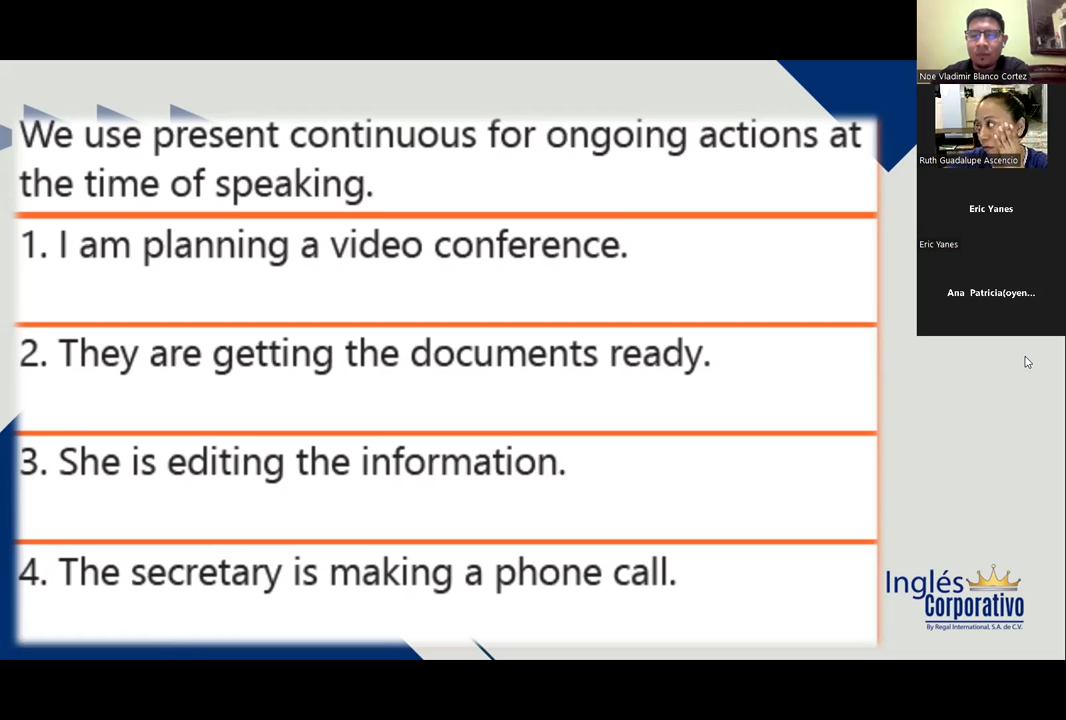 We use present continuous for ongoing actions at
the time of speaking.
1. I am planning a video conference.
2. They are getting the documents ready.
3. She is editing the information.
4. The secretary is making a phone call.
Noe Vladimir Blanco Cortez
Ruth Guadalupe Ascencio
Eric Yanes
Eric Yanes
Ana Patricia(oyen...
Inglés
Corporativo
By Regal International, S.A. de C.V.